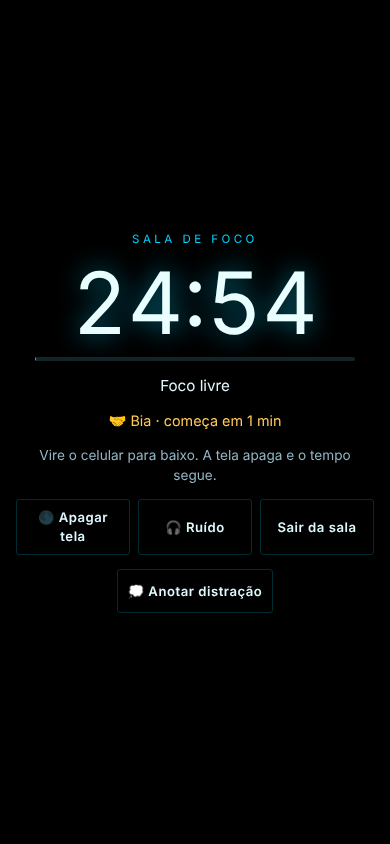 SALA DE FOCO
24:54
Foco livre
🤝 Bia · começa em 1 min
Vire o celular para baixo. A tela apaga e o tempo
segue.
🌑 Apagar
tela
🎧 Ruído
Sair da sala
💭 Anotar distração